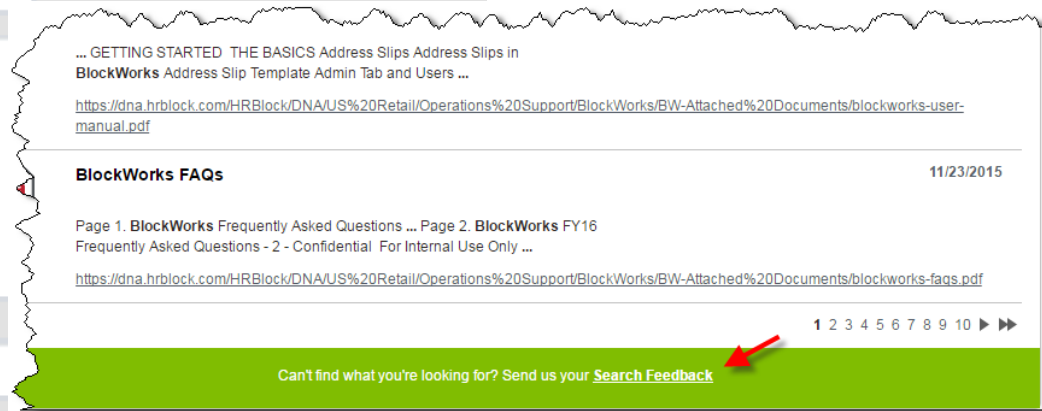 ... GETTING STARTED THE BASICS Address Slips Address Slips in
BlockWorks Address Slip Template Admin Tab and Users ...
https://dna.hrblock.com/HRBlock/DNA/US%20Retail/Operations%20Support/BlockWorks/BW-Attached%20Documents/blockworks-user-
manual.pdf
BlockWorks FAQs 11/23/2015
Page 1. BlockWorks Frequently Asked Questions ... Page 2. BlockWorks FY16
Frequently Asked Questions - 2 - Confidential For Internal Use Only ...
https://dna.hrblock.com/HRBlock/DNA/US%20Retail/Operations%20Support/BlockWorks/BW-Attached%20Documents/blockworks-faqs.pdf
1 2 3 4 5 6 7 8 9 10
Can't find what you're looking for? Send us your Search Feedback